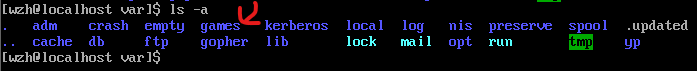 [wzh@localhost var]$ ls -a
.  adm  crash  empty  games  kerberos  local  log  nis  preserve  spool  .updated
..  cache  db  ftp  gopher  lib  lock  mail  opt  run  tmp  yp
[wzh@localhost var]$